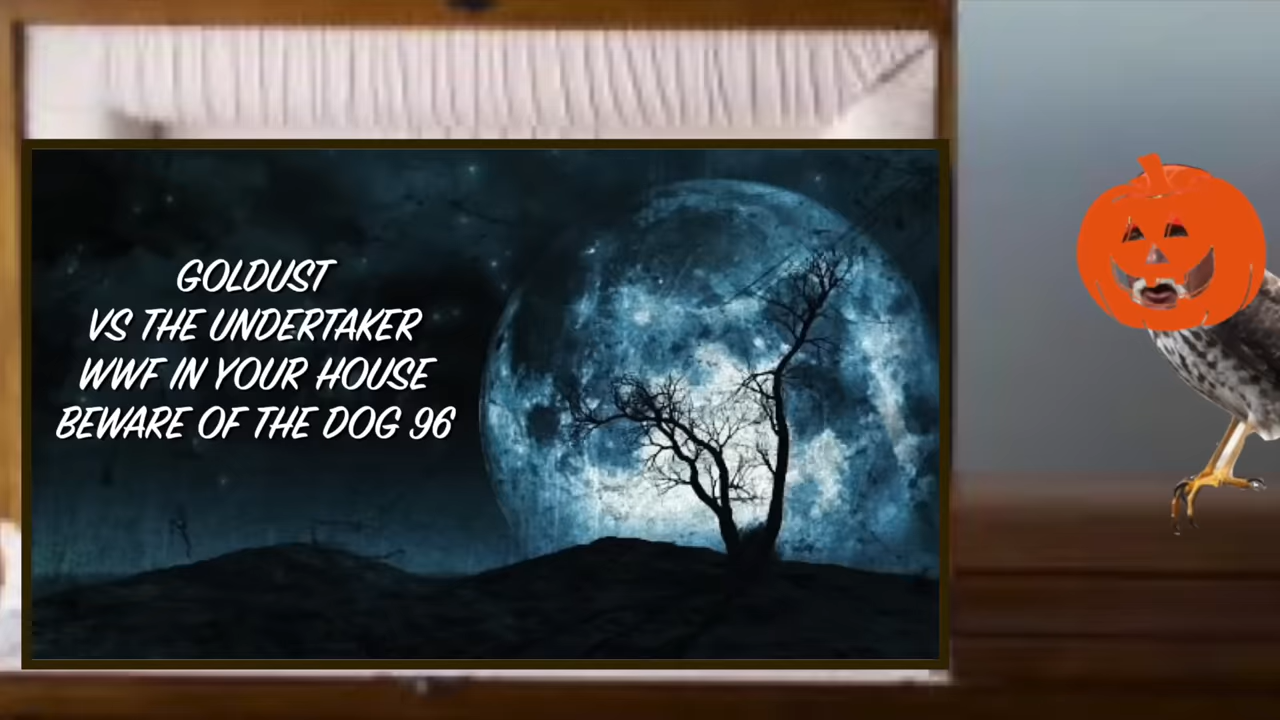 GOLDUST
VS THE UNDERTAKER
WWF IN YOUR HOUSE
BEWARE OF THE DOG 96